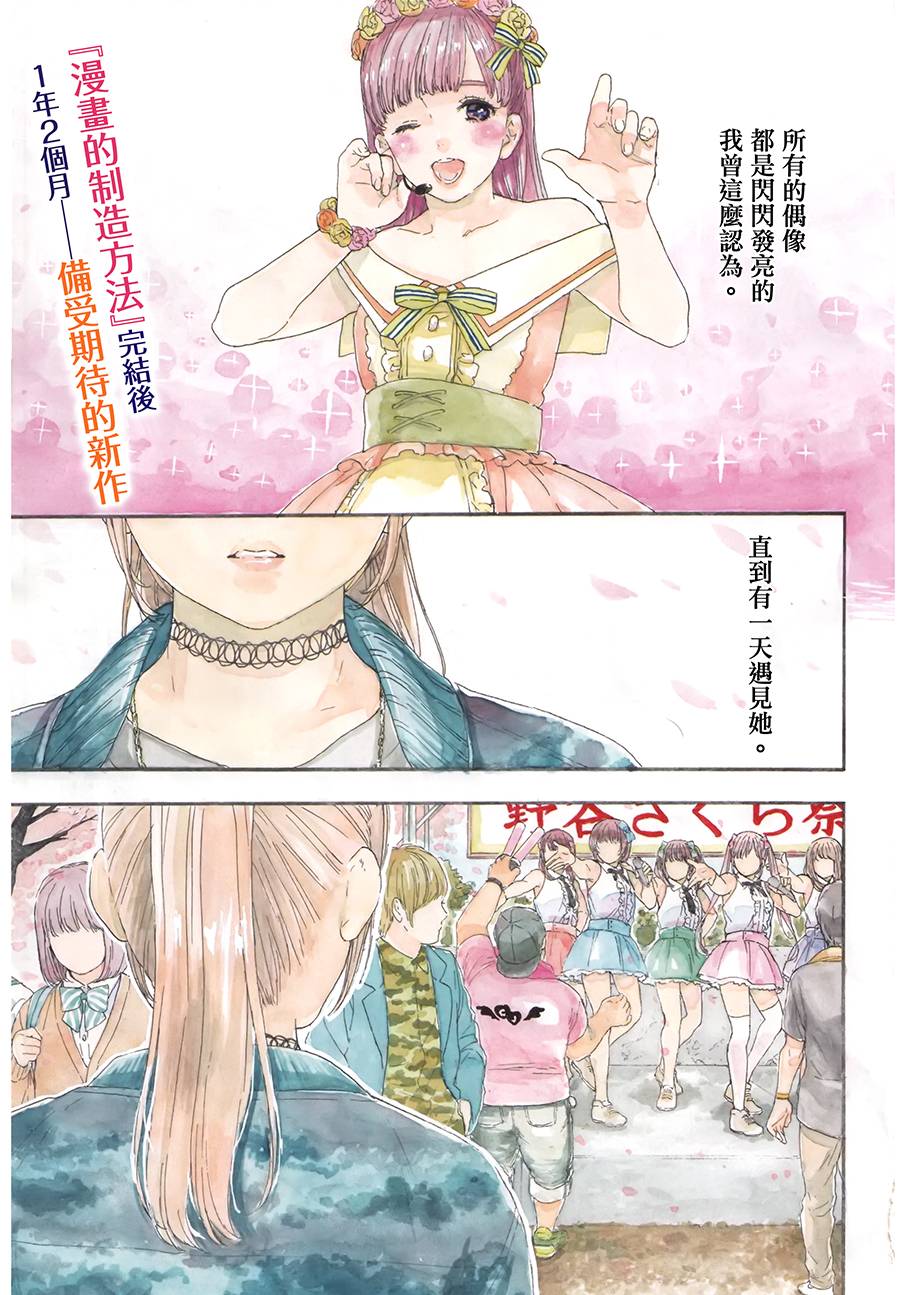 所有的偶像
都是閃閃發亮的
我曾這麼認為。
『漫畫的制造方法』完結後
1年2個月——備受期待的新作
直到有一天遇見她。
野谷さくら祭